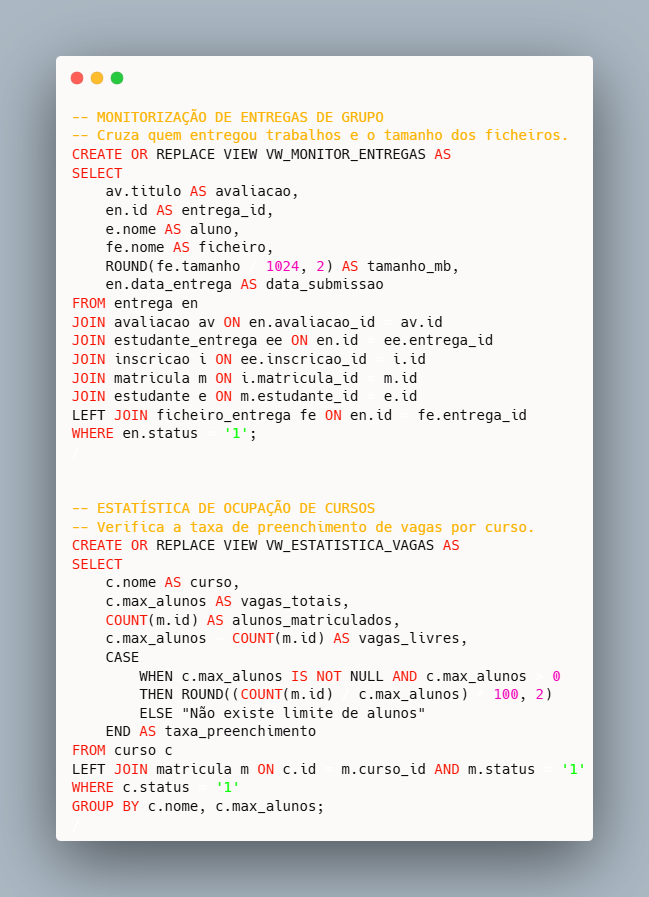 -- MONITORIZAÇÃO DE ENTREGAS DE GRUPO
-- Cruza quem entregou trabalhos e o tamanho dos ficheiros.
CREATE OR REPLACE VIEW VW_MONITOR_ENTREGAS AS
SELECT
    av.titulo AS avaliacao,
    en.id AS entrega_id,
    e.nome AS aluno,
    fe.nome AS ficheiro,
    ROUND(fe.tamanho / 1024, 2) AS tamanho_mb,
    en.data_entrega AS data_submissao
FROM entrega en
JOIN avaliacao av ON en.avaliacao_id = av.id
JOIN estudante_entrega ee ON en.id = ee.entrega_id
JOIN inscricao i ON ee.inscricao_id = i.id
JOIN matricula m ON i.matricula_id = m.id
JOIN estudante e ON m.estudante_id = e.id
LEFT JOIN ficheiro_entrega fe ON en.id = fe.entrega_id
WHERE en.status = '1';
/
-- ESTATÍSTICA DE OCUPAÇÃO DE CURSOS
-- Verifica a taxa de preenchimento de vagas por curso.
CREATE OR REPLACE VIEW VW_ESTATISTICA_VAGAS AS
SELECT
    c.nome AS curso,
    c.max_alunos AS vagas_totais,
    COUNT(m.id) AS alunos_matriculados,
    c.max_alunos - COUNT(m.id) AS vagas_livres,
    CASE
        WHEN c.max_alunos IS NOT NULL AND c.max_alunos > 0
        THEN ROUND((COUNT(m.id) / c.max_alunos) * 100, 2)
        ELSE "Não existe limite de alunos"
    END AS taxa_preenchimento
FROM curso c
LEFT JOIN matricula m ON c.id = m.curso_id AND m.status = '1'
WHERE c.status = '1'
GROUP BY c.nome, c.max_alunos;
/